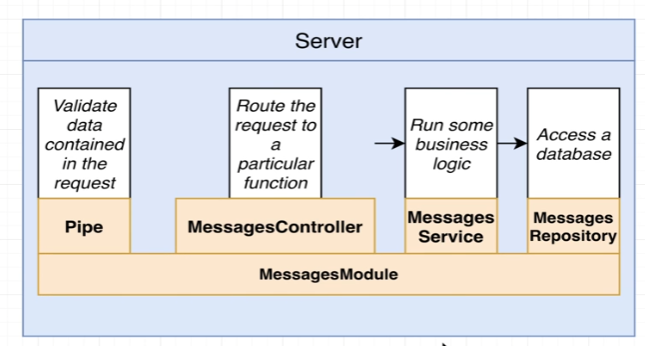 Server
Validate
data
contained
in the
request
Route the
request to
a
particular
function
Run some
business
logic
Access a
database
Pipe
MessagesController
Messages
Service
Messages
Repository
MessagesModule